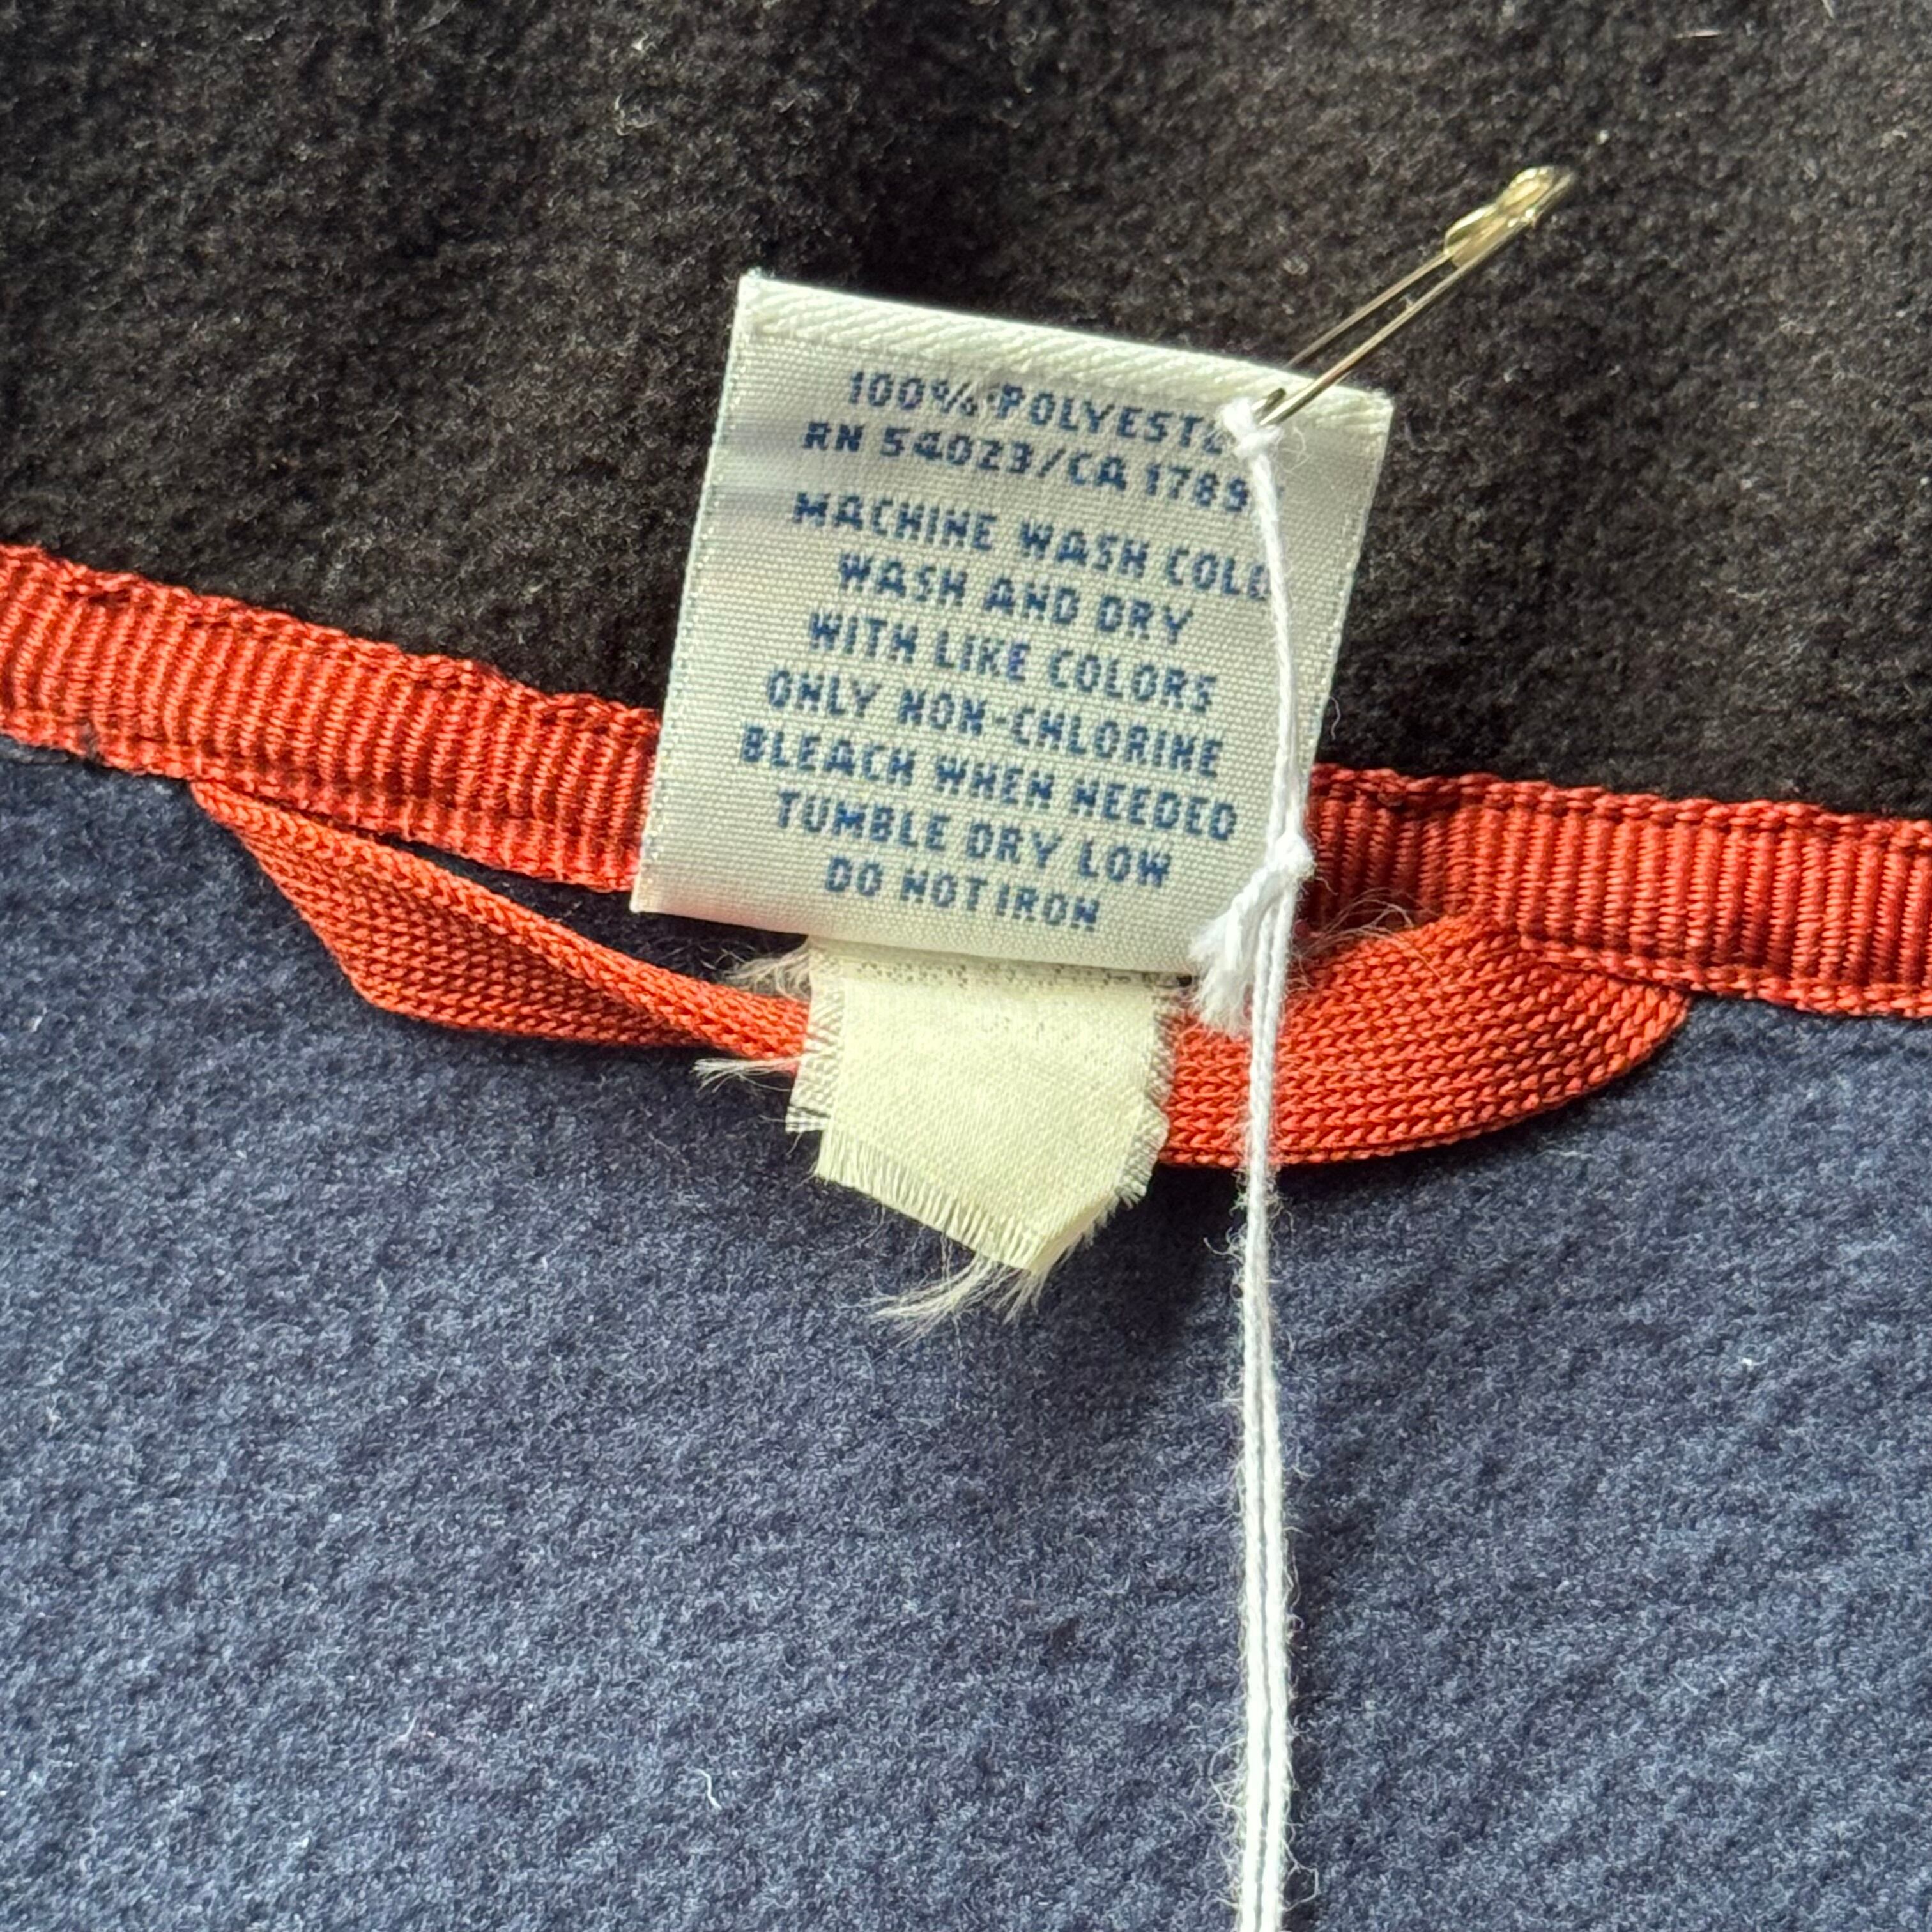 100% POLYESTE
RN 54023/CA 1789
MACHINE WASH COLD
WASH AND DRY
WITH LIKE COLORS
ONLY NON-CHLORINE
BLEACH WHEN NEEDED
TUMBLE DRY LOW
DO NOT IRON